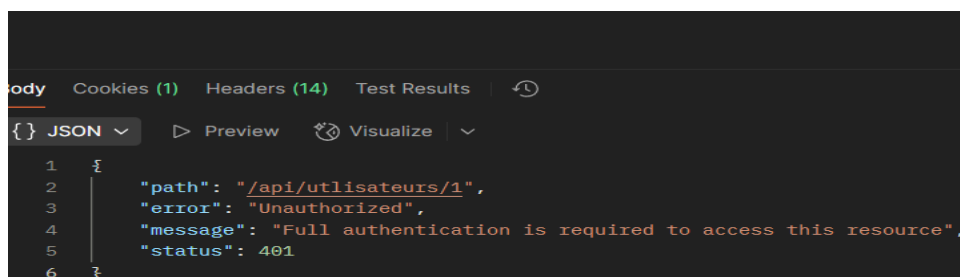 Body Cookies (1) Headers (14) Test Results
{} JSON Preview Visualize
1 {
2 "path": "/api/utlisateurs/1",
3 "error": "Unauthorized",
4 "message": "Full authentication is required to access this resource",
5 "status": 401
6 }